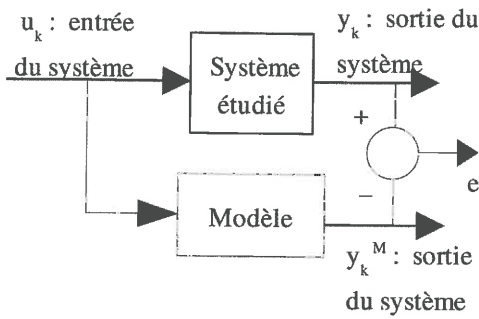 u_k : entrée
du système
Système
étudié
y_k : sortie du
système
+
−
e
Modèle
y_k^M : sortie
du système